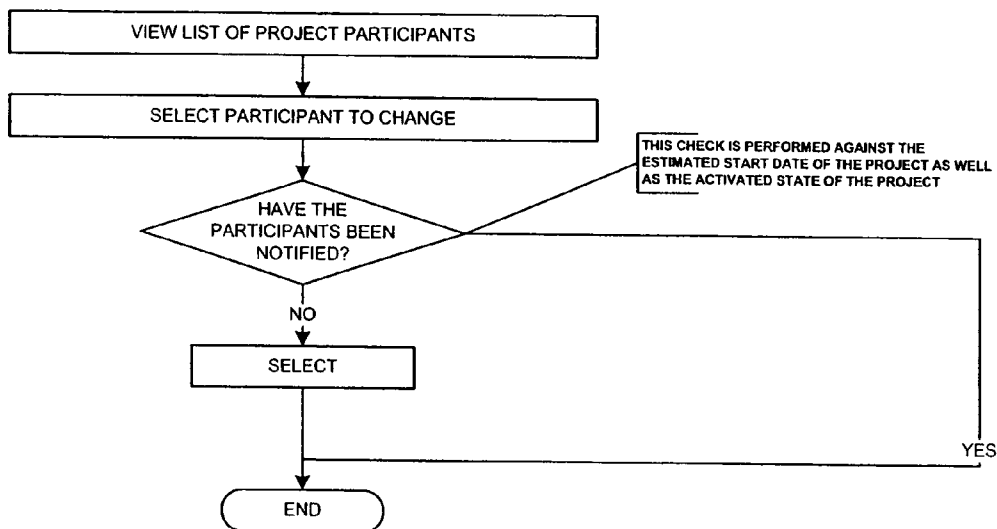 VIEW LIST OF PROJECT PARTICIPANTS
SELECT PARTICIPANT TO CHANGE
THIS CHECK IS PERFORMED AGAINST THE
ESTIMATED START DATE OF THE PROJECT AS WELL
AS THE ACTIVATED STATE OF THE PROJECT
HAVE THE
PARTICIPANTS BEEN
NOTIFIED?
NO
SELECT
YES
END